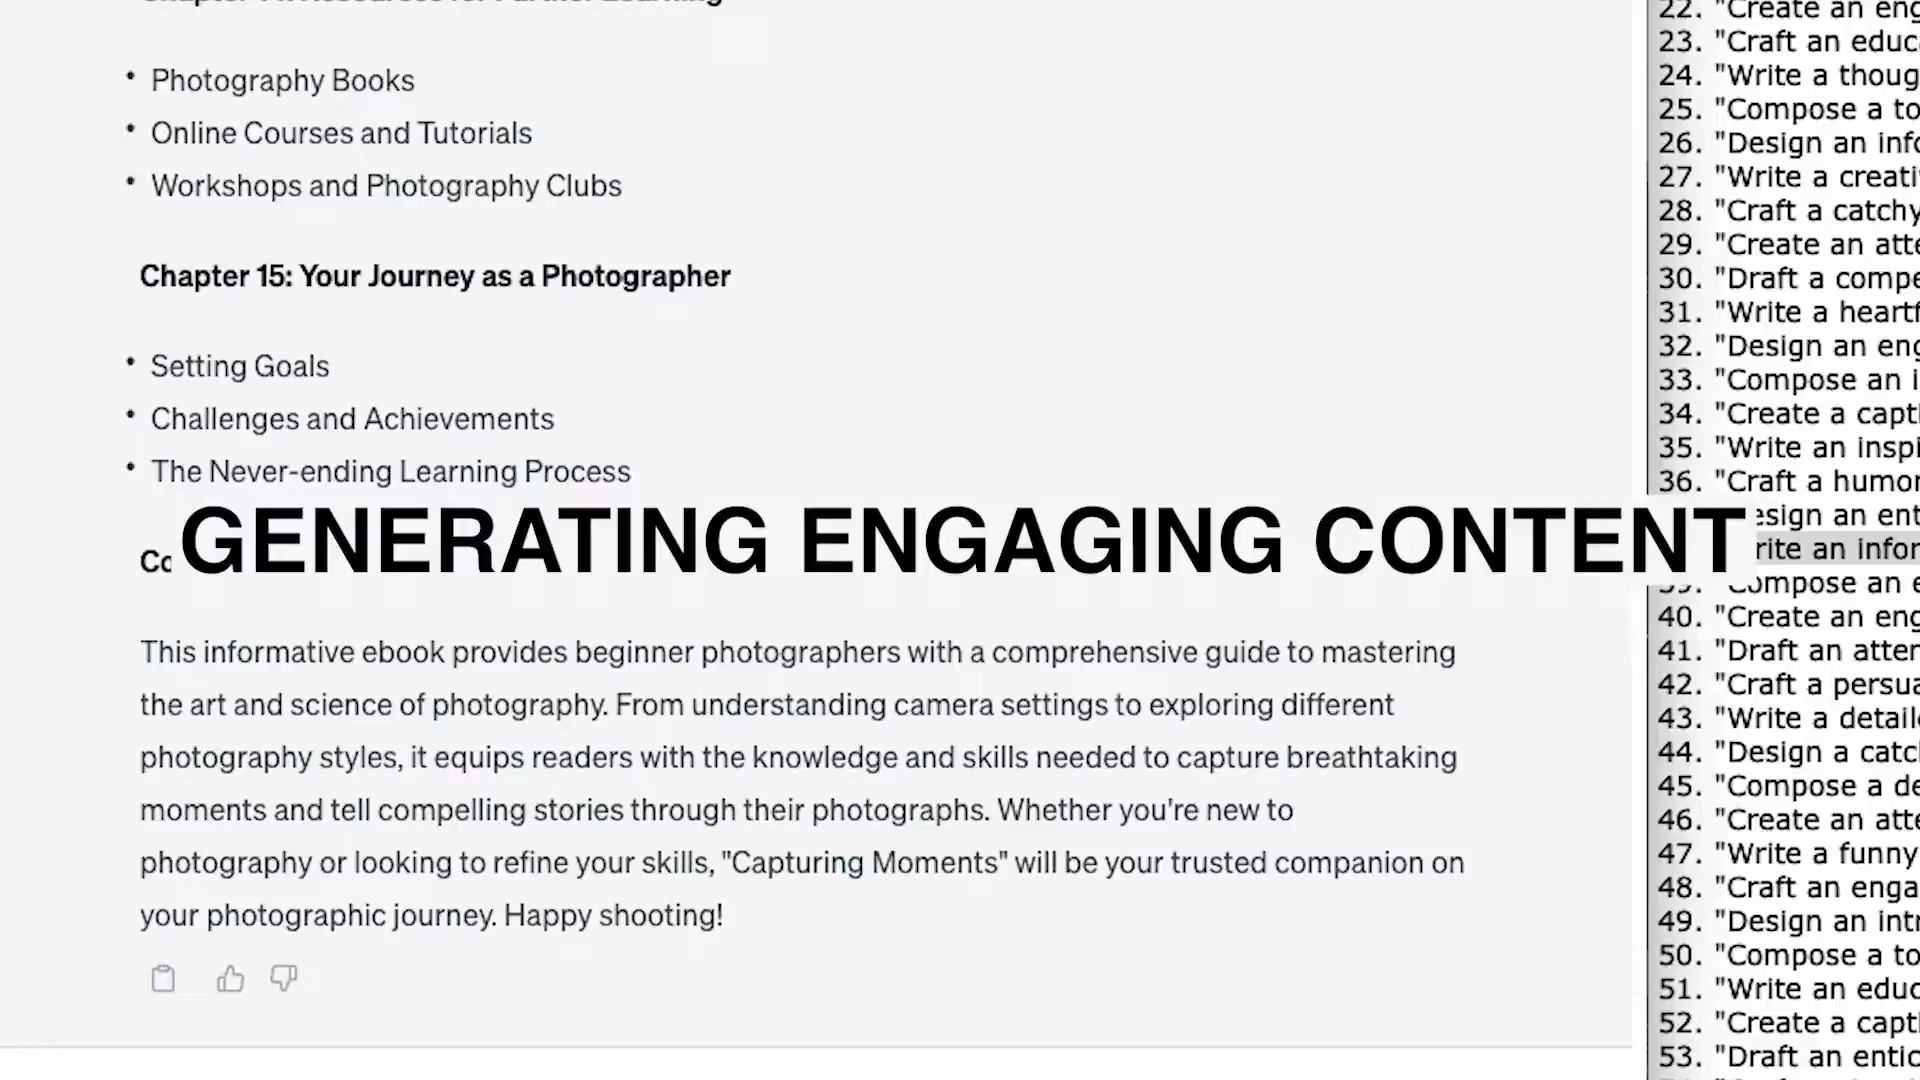 Photography Books
Online Courses and Tutorials
Workshops and Photography Clubs
Chapter 15: Your Journey as a Photographer
Setting Goals
Challenges and Achievements
The Never-ending Learning Process
GENERATING ENGAGING CONTENT
This informative ebook provides beginner photographers with a comprehensive guide to mastering
the art and science of photography. From understanding camera settings to exploring different
photography styles, it equips readers with the knowledge and skills needed to capture breathtaking
moments and tell compelling stories through their photographs. Whether you're new to
photography or looking to refine your skills, "Capturing Moments" will be your trusted companion on
your photographic journey. Happy shooting!
22. "Create an
23. "Craft an
24. "Write a
25. "Compose a
26. "Design an
27. "Write a
28. "Craft a catchy
29. "Create an
30. "Draft a
31. "Write a
32. "Design an
33. "Compose an
34. "Create a
35. "Write an
36. "Craft a
an
an
an
40. "Create an
41. "Draft an
42. "Craft a
43. "Write a
44. "Design a
45. "Compose a
46. "Create an
47. "Write a funny
48. "Craft an
49. "Design an
50. "Compose a
51. "Write an
52. "Create a
53. "Draft an